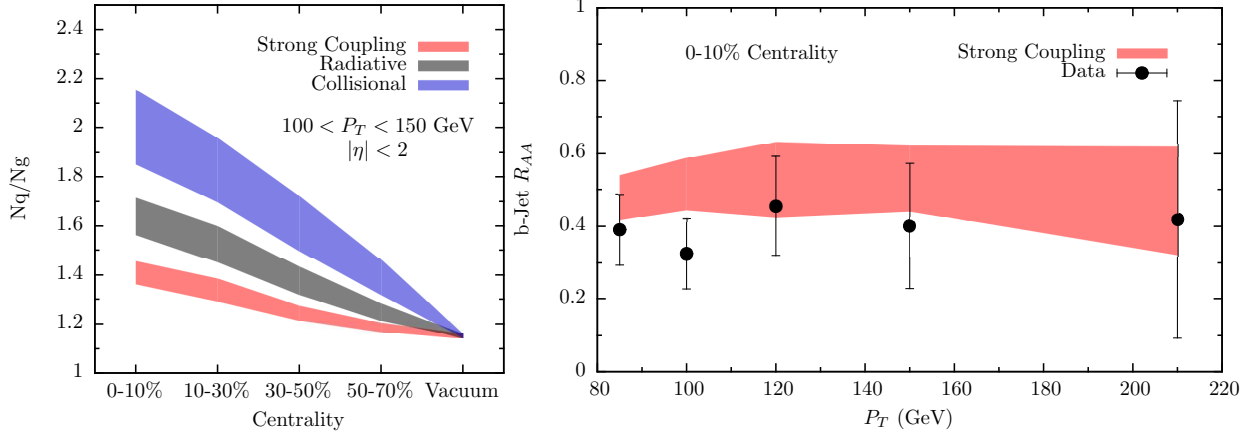 2.4
2.2
2
1.8
1.6
1.4
1.2
1
Nq/Ng
Strong Coupling
Radiative
Collisional
100 < P_T < 150 GeV
|η| < 2
0-10% 10-30% 30-50% 50-70% Vacuum
Centrality
1
0.8
0.6
0.4
0.2
0
b-Jet R_{AA}
0-10% Centrality
Strong Coupling
Data
80 100 120 140 160 180 200 220
P_T (GeV)